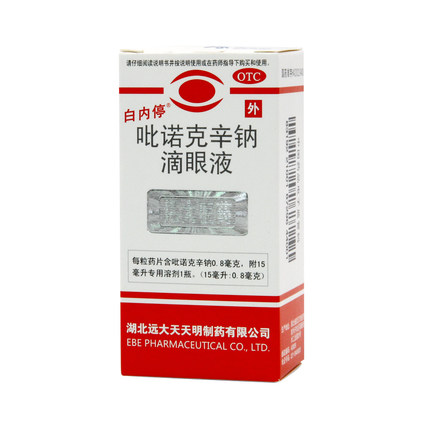 请仔细阅读说明书并按说明使用或在药师指导下购买和使用。
OTC
外
白内停®
吡诺克辛钠
滴眼液
每粒药片含吡诺克辛钠0.8毫克，附15
毫升专用溶剂1瓶。（15毫升:0.8毫克）
湖北远大天天明制药有限公司
EBE PHARMACEUTICAL CO., LTD.